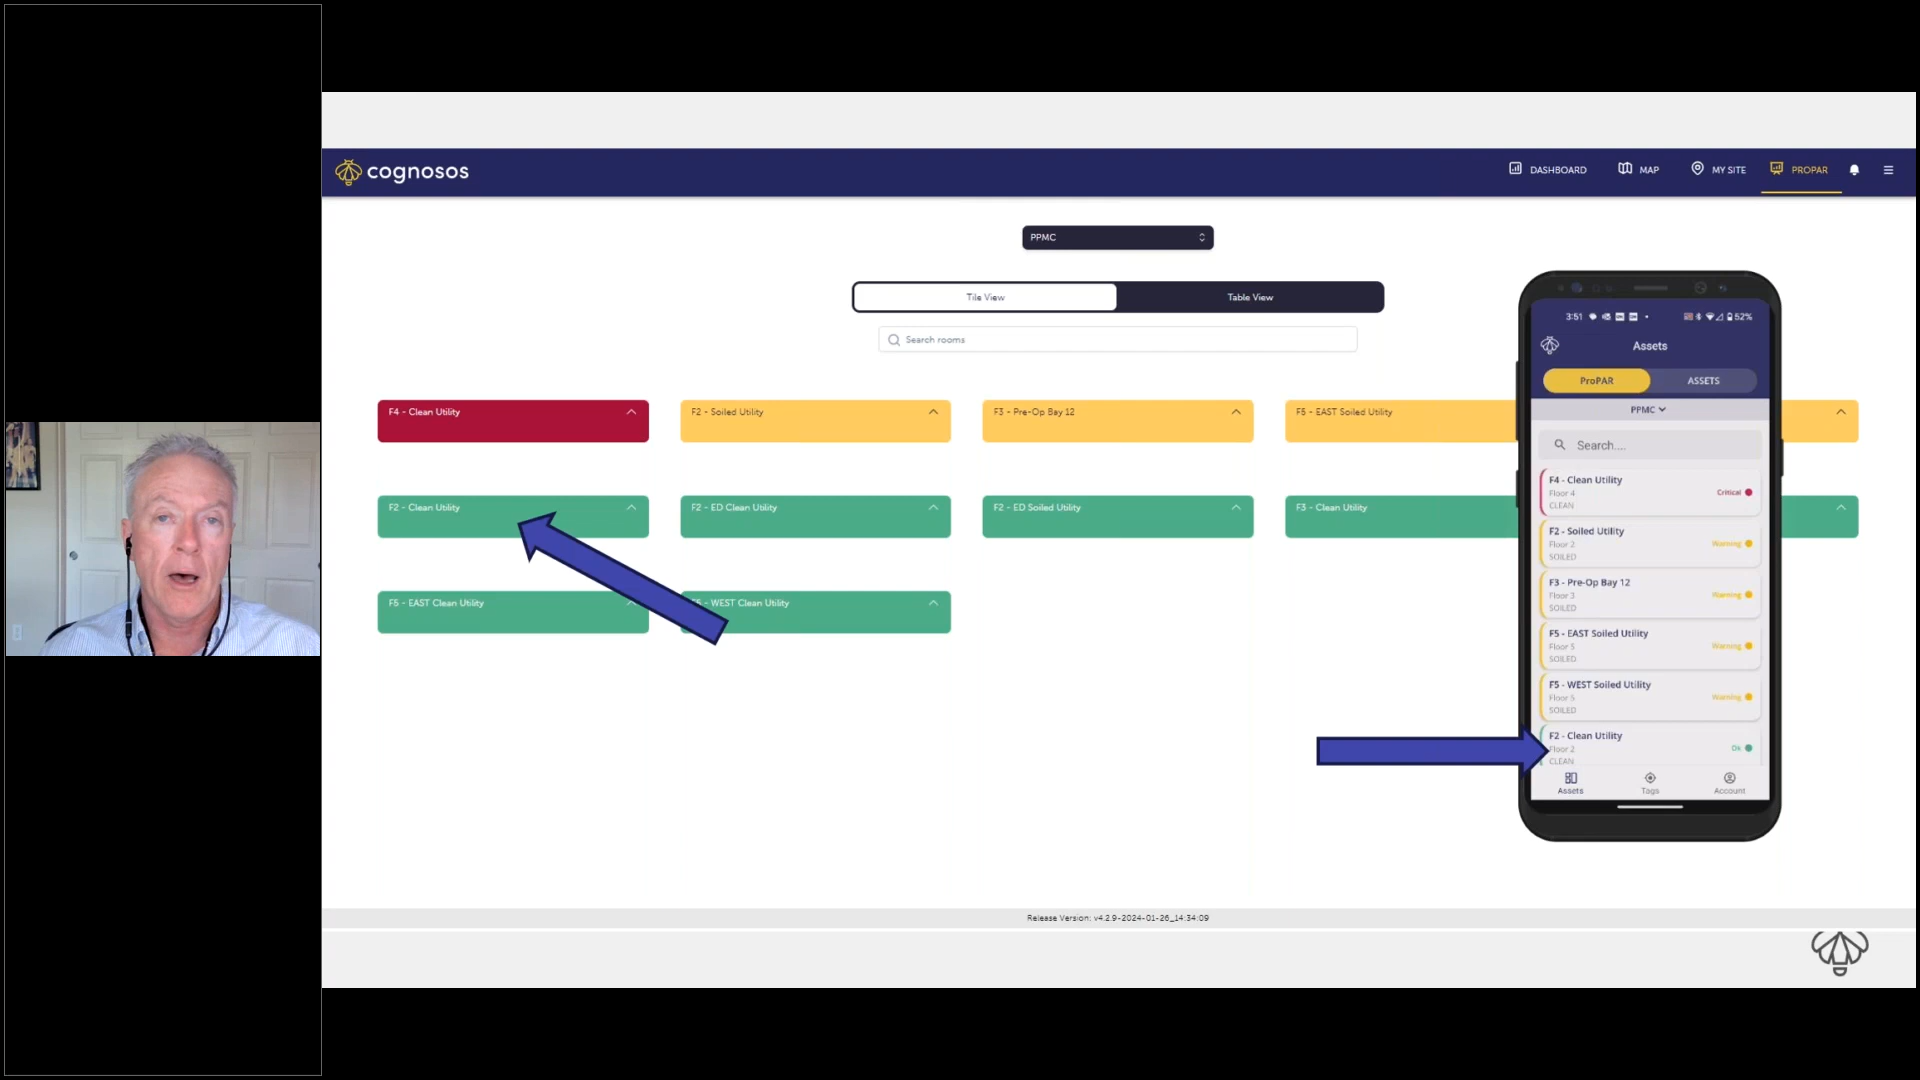 cognosos
DASHBOARD
MAP
MY SITE
PROPAR
PPMC
Tile View
Table View
Search rooms
F4 - Clean Utility
F2 - Soiled Utility
F3 - Pre-Op Bay 12
F5 - EAST Soiled Utility
F2 - Clean Utility
F2 - ED Clean Utility
F2 - ED Soiled Utility
F3 - Clean Utility
F5 - EAST Clean Utility
- WEST Clean Utility
Release Version: v4.2.9-2024-01-26_14:34:09
3:51
52%
Assets
ProPAR
ASSETS
PPMC
Search....
F4 - Clean Utility
Floor 4
Critical
CLEAN
F2 - Soiled Utility
Floor 2
Warning
SOILED
F3 - Pre-Op Bay 12
Floor 3
Warning
SOILED
F5 - EAST Soiled Utility
Floor 5
Warning
SOILED
F5 - WEST Soiled Utility
Floor 5
Warning
SOILED
F2 - Clean Utility
Floor 2
Ok
CLEAN
Assets
Tags
Account